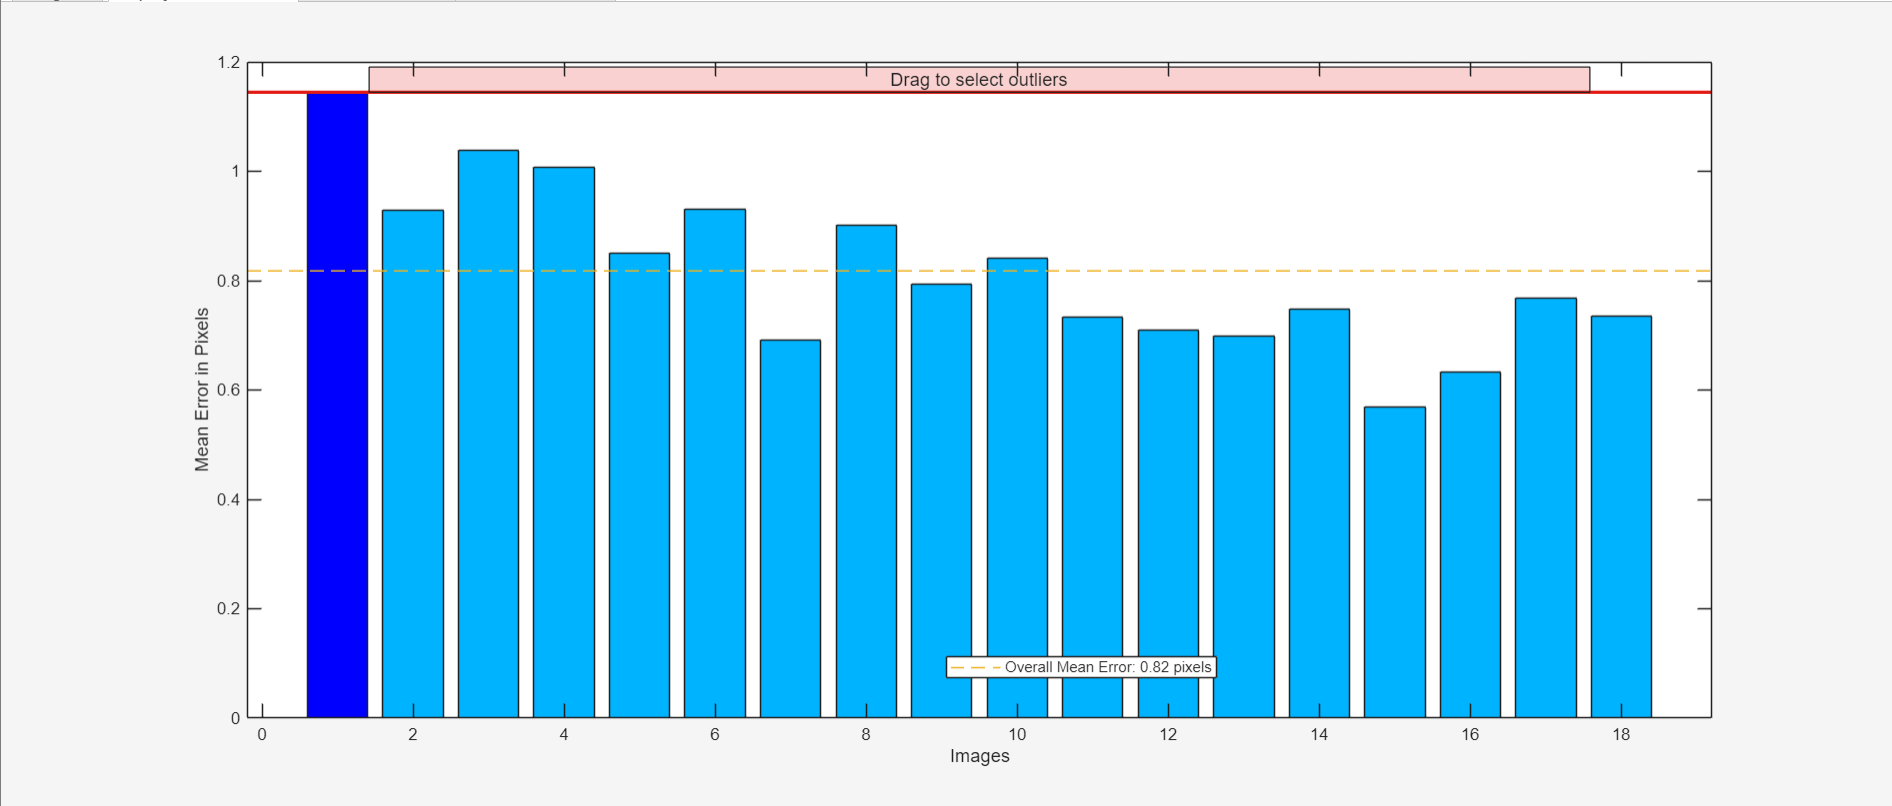 1.2
Drag to select outliers
1
0.8
0.6
0.4
0.2
0
Mean Error in Pixels
Overall Mean Error: 0.82 pixels
0 2 4 6 8 10 12 14 16 18
Images